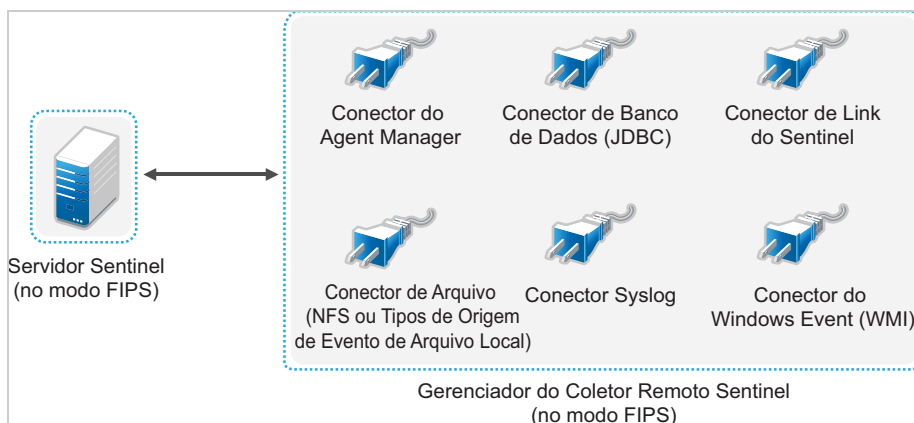 Conector do
Agent Manager
Conector de Banco
de Dados (JDBC)
Conector de Link
do Sentinel
Servidor Sentinel
(no modo FIPS)
Conector de Arquivo
(NFS ou Tipos de Origem
de Evento de Arquivo Local)
Conector Syslog
Conector do
Windows Event (WMI)
Gerenciador do Coletor Remoto Sentinel
(no modo FIPS)